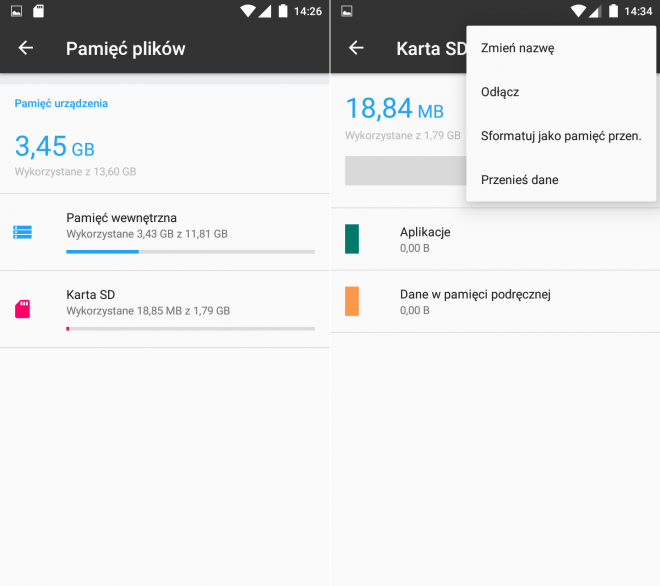 14:26
Pamięć plików
Pamięć urządzenia
3,45 GB
Wykorzystane z 13,60 GB
Pamięć wewnętrzna
Wykorzystane 3,43 GB z 11,81 GB
Karta SD
Wykorzystane 18,85 MB z 1,79 GB
14:34
Karta SD
Zmień nazwę
Odłącz
Sformatuj jako pamięć przen.
Przenieś dane
18,84 MB
Wykorzystane z 1,79 GB
Aplikacje
0,00 B
Dane w pamięci podręcznej
0,00 B